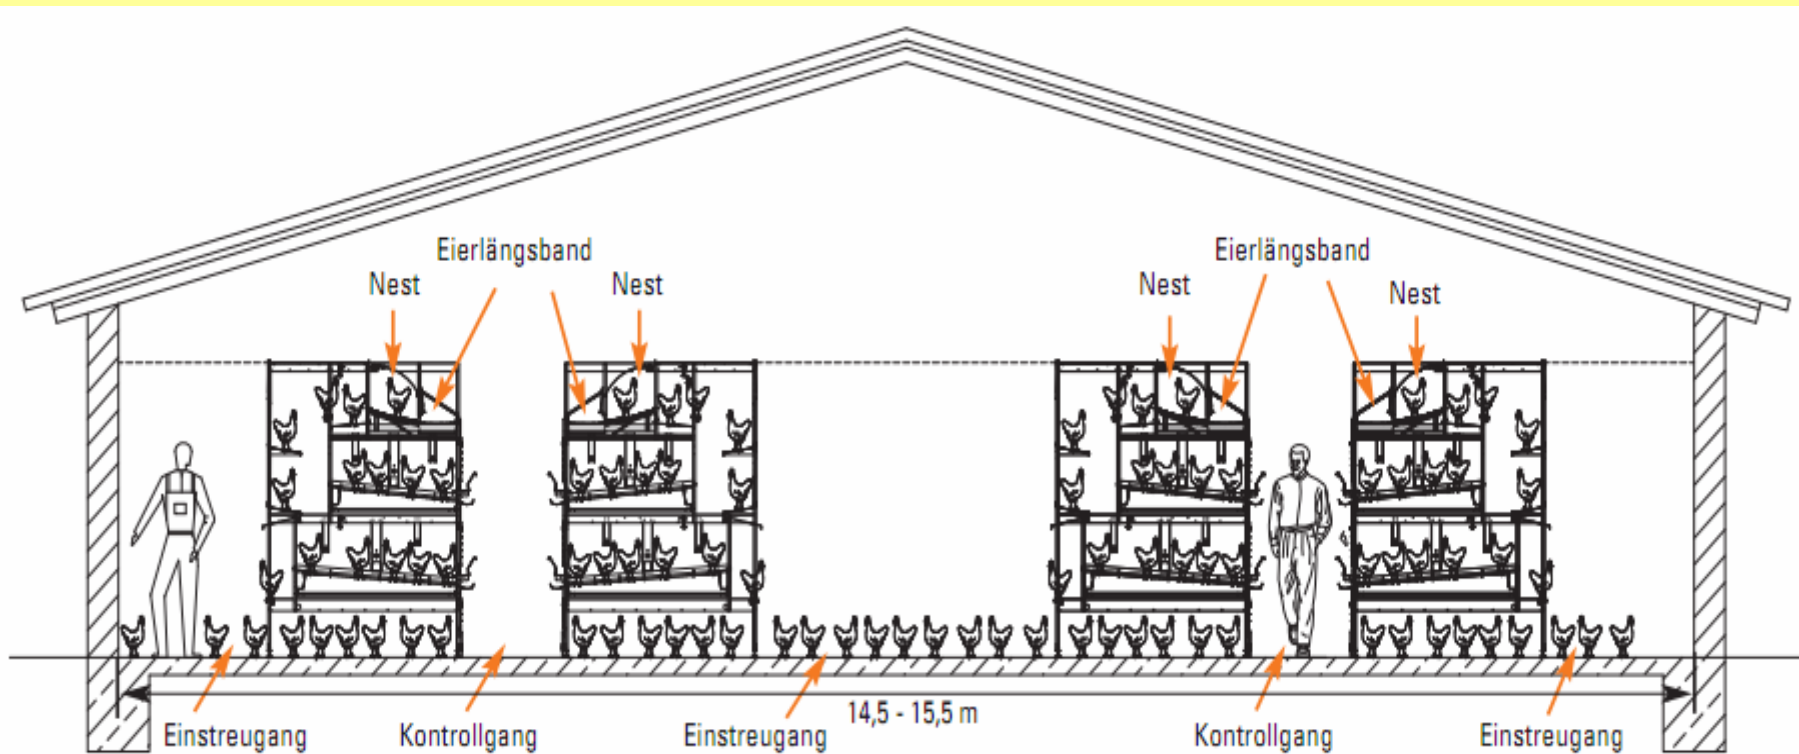 Eierlängsband
Eierlängsband
Nest
Nest
Nest
Nest
14,5 - 15,5 m
Einstreugang
Kontrollgang
Einstreugang
Kontrollgang
Einstreugang